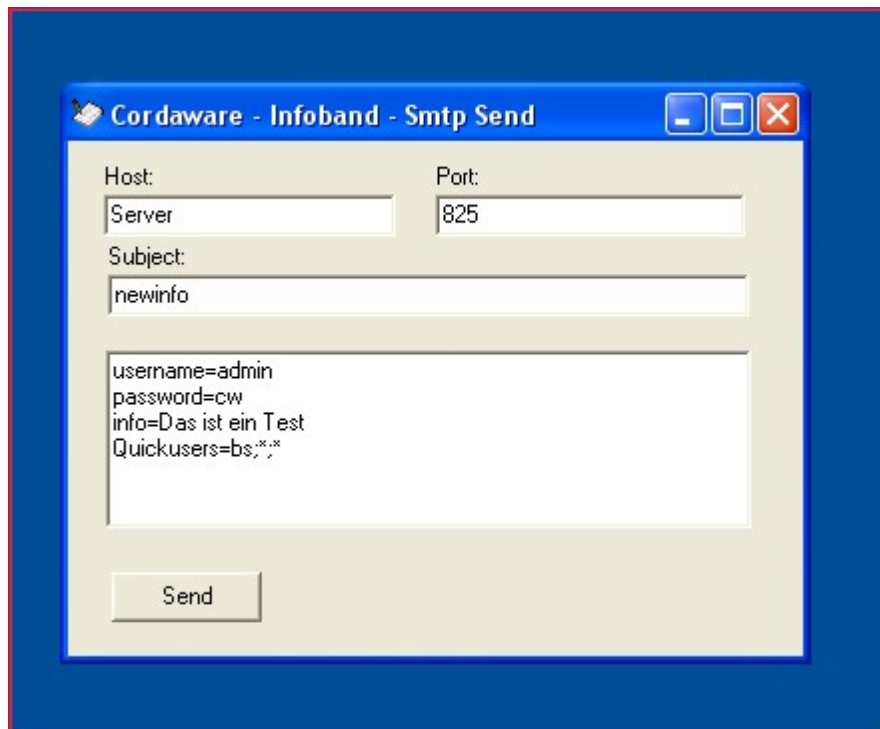 Cordaware - Infoband - Smtp Send
Host: Port:
Server 825
Subject:
newinfo
username=admin
password=cw
info=Das ist ein Test
Quickusers=bs;*;*
Send